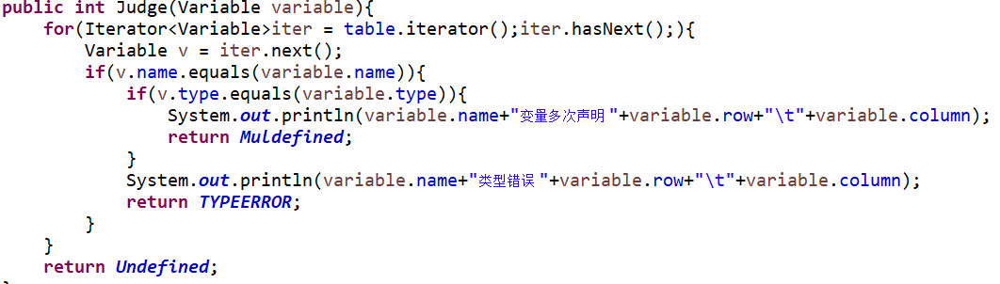 public int Judge(Variable variable){
    for(Iterator<Variable>iter = table.iterator();iter.hasNext();){
        Variable v = iter.next();
        if(v.name.equals(variable.name)){
            if(v.type.equals(variable.type)){
                System.out.println(variable.name+"变量多次声明 "+variable.row+"\t"+variable.column);
                return Muldefined;
            }
            System.out.println(variable.name+"类型错误 "+variable.row+"\t"+variable.column);
            return TYPEERROR;
        }
    }
    return Undefined;